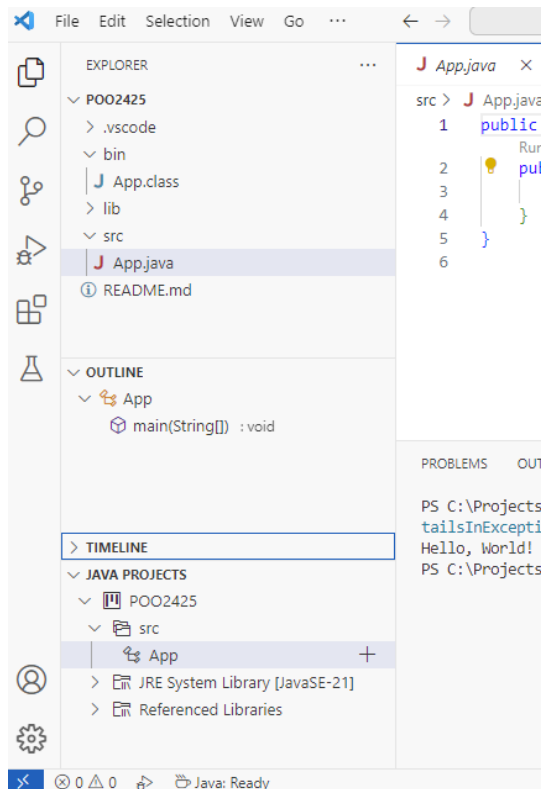 File Edit Selection View Go ···
EXPLORER ···
POO2425
.vscode
bin
J App.class
lib
src
J App.java
README.md
OUTLINE
App
main(String[]) : void
TIMELINE
JAVA PROJECTS
POO2425
src
App
JRE System Library [JavaSE-21]
Referenced Libraries
0 0 Java: Ready
J App.java
src > J App.java
1 public
Run
2 pub
3
4 }
5 }
6
PROBLEMS OUT
PS C:\Projects
tailsInExcepti
Hello, World!
PS C:\Projects